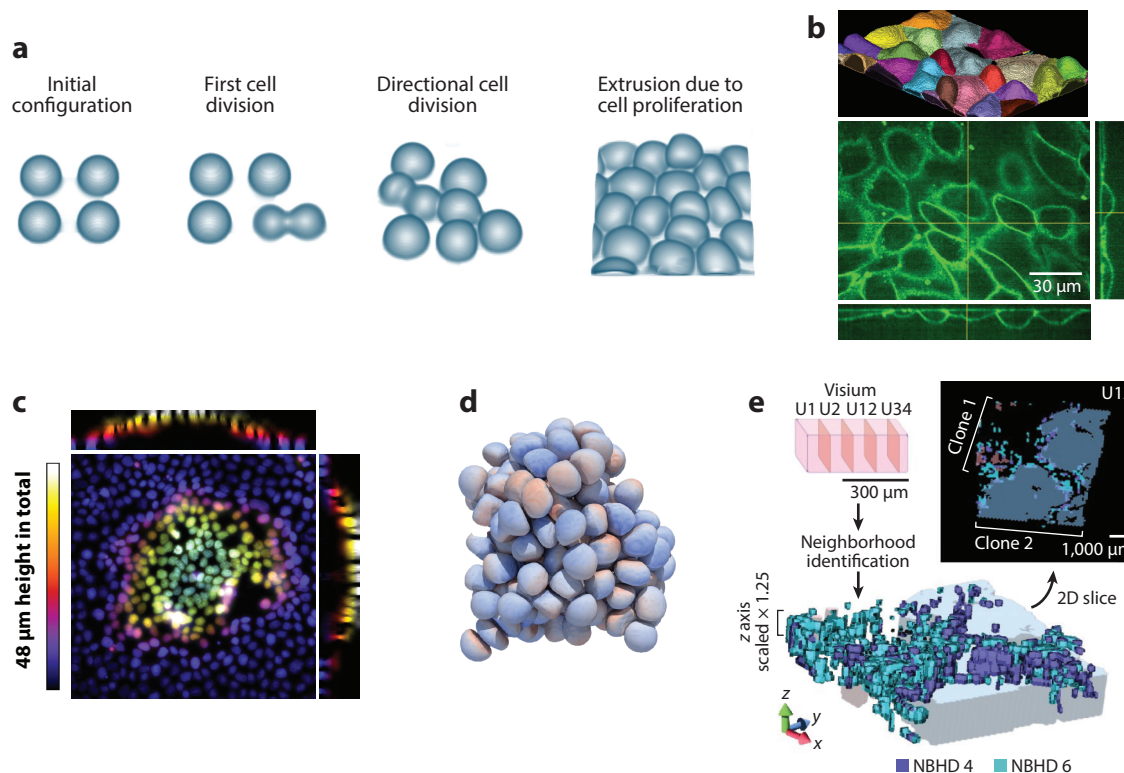 a
Initial
configuration
First cell
division
Directional cell
division
Extrusion due to
cell proliferation
b
30 μm
c
48 μm height in total
d
e
Visium
U1 U2 U12 U34
300 μm
Neighborhood
identification
z axis
scaled × 1.25
z
y
x
Clone 1
Clone 2
1,000 μm
2D slice
NBHD 4
NBHD 6